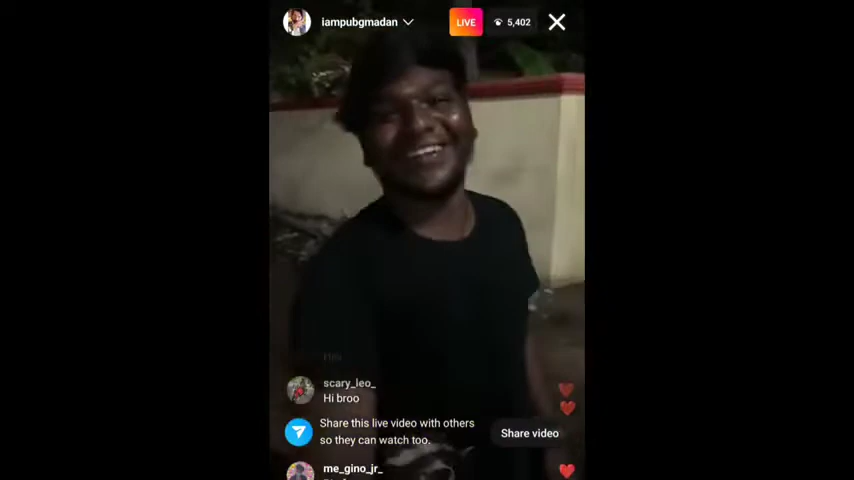 iampubgmadan
LIVE
5,402
scary_leo_
Hi broo
Share this live video with others
so they can watch too.
Share video
me_gino_jr_